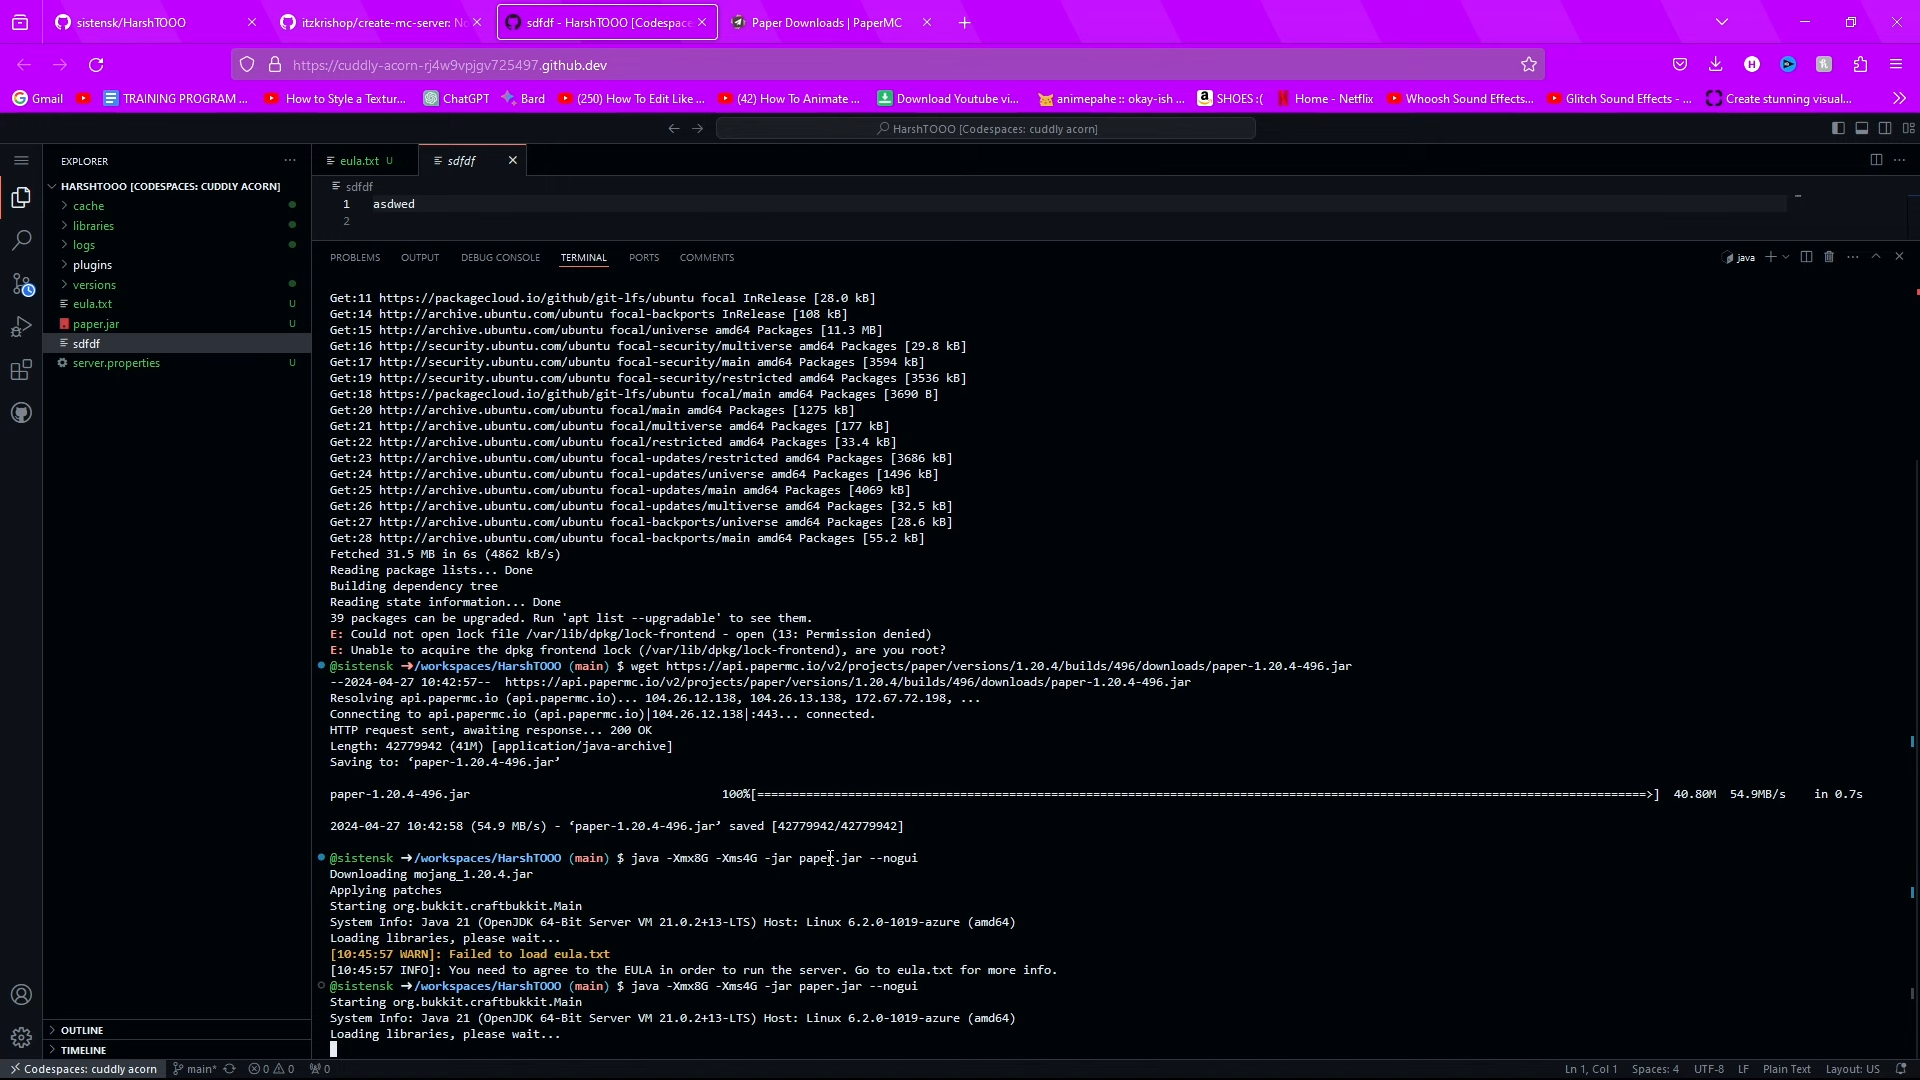 sistensk/HarshTOOO
itzkrishop/create-mc-server: No
sdfdf - HarshTOOO [Codespace
Paper Downloads | PaperMC
https://cuddly-acorn-rj4w9vpjgv725497.github.dev
Gmail
TRAINING PROGRAM ...
How to Style a Textur...
ChatGPT
Bard
(250) How To Edit Like ...
(42) How To Animate ...
Download Youtube vi...
animepahe :: okay-ish ...
SHOES :(
Home - Netflix
Whoosh Sound Effects...
Glitch Sound Effects - ...
Create stunning visual...
HarshTOOO [Codespaces: cuddly acorn]
EXPLORER
eula.txt U
sdfdf
HARSHTOOO [CODESPACES: CUDDLY ACORN]
cache
libraries
logs
plugins
versions
eula.txt U
paper.jar U
sdfdf
server.properties U
sdfdf
1 asdwed
2
PROBLEMS OUTPUT DEBUG CONSOLE TERMINAL PORTS COMMENTS
java
Get:11 https://packagecloud.io/github/git-lfs/ubuntu focal InRelease [28.0 kB]
Get:14 http://archive.ubuntu.com/ubuntu focal-backports InRelease [108 kB]
Get:15 http://archive.ubuntu.com/ubuntu focal/universe amd64 Packages [11.3 MB]
Get:16 http://security.ubuntu.com/ubuntu focal-security/multiverse amd64 Packages [29.8 kB]
Get:17 http://security.ubuntu.com/ubuntu focal-security/main amd64 Packages [3594 kB]
Get:19 http://security.ubuntu.com/ubuntu focal-security/restricted amd64 Packages [3536 kB]
Get:18 https://packagecloud.io/github/git-lfs/ubuntu focal/main amd64 Packages [3690 B]
Get:20 http://archive.ubuntu.com/ubuntu focal/main amd64 Packages [1275 kB]
Get:21 http://archive.ubuntu.com/ubuntu focal/multiverse amd64 Packages [177 kB]
Get:22 http://archive.ubuntu.com/ubuntu focal/restricted amd64 Packages [33.4 kB]
Get:23 http://archive.ubuntu.com/ubuntu focal-updates/restricted amd64 Packages [3686 kB]
Get:24 http://archive.ubuntu.com/ubuntu focal-updates/universe amd64 Packages [1496 kB]
Get:25 http://archive.ubuntu.com/ubuntu focal-updates/main amd64 Packages [4069 kB]
Get:26 http://archive.ubuntu.com/ubuntu focal-updates/multiverse amd64 Packages [32.5 kB]
Get:27 http://archive.ubuntu.com/ubuntu focal-backports/universe amd64 Packages [28.6 kB]
Get:28 http://archive.ubuntu.com/ubuntu focal-backports/main amd64 Packages [55.2 kB]
Fetched 31.5 MB in 6s (4862 kB/s)
Reading package lists... Done
Building dependency tree
Reading state information... Done
39 packages can be upgraded. Run 'apt list --upgradable' to see them.
E: Could not open lock file /var/lib/dpkg/lock-frontend - open (13: Permission denied)
E: Unable to acquire the dpkg frontend lock (/var/lib/dpkg/lock-frontend), are you root?
@sistensk ➜/workspaces/HarshTOOO (main) $ wget https://api.papermc.io/v2/projects/paper/versions/1.20.4/builds/496/downloads/paper-1.20.4-496.jar
--2024-04-27 10:42:57-- https://api.papermc.io/v2/projects/paper/versions/1.20.4/builds/496/downloads/paper-1.20.4-496.jar
Resolving api.papermc.io (api.papermc.io)... 104.26.12.138, 104.26.13.138, 172.67.72.198, ...
Connecting to api.papermc.io (api.papermc.io)|104.26.12.138|:443... connected.
HTTP request sent, awaiting response... 200 OK
Length: 42779942 (41M) [application/java-archive]
Saving to: ‘paper-1.20.4-496.jar’
paper-1.20.4-496.jar 100%[=====================================>] 40.80M 54.9MB/s in 0.7s
2024-04-27 10:42:58 (54.9 MB/s) - ‘paper-1.20.4-496.jar’ saved [42779942/42779942]
@sistensk ➜/workspaces/HarshTOOO (main) $ java -Xmx8G -Xms4G -jar paper.jar --nogui
Downloading mojang_1.20.4.jar
Applying patches
Starting org.bukkit.craftbukkit.Main
System Info: Java 21 (OpenJDK 64-Bit Server VM 21.0.2+13-LTS) Host: Linux 6.2.0-1019-azure (amd64)
Loading libraries, please wait...
[10:45:57 WARN]: Failed to load eula.txt
[10:45:57 INFO]: You need to agree to the EULA in order to run the server. Go to eula.txt for more info.
@sistensk ➜/workspaces/HarshTOOO (main) $ java -Xmx8G -Xms4G -jar paper.jar --nogui
Starting org.bukkit.craftbukkit.Main
System Info: Java 21 (OpenJDK 64-Bit Server VM 21.0.2+13-LTS) Host: Linux 6.2.0-1019-azure (amd64)
Loading libraries, please wait...
OUTLINE
TIMELINE
Codespaces: cuddly acorn main* 0 0 0
Ln 1, Col 1 Spaces: 4 UTF-8 LF Plain Text Layout: US